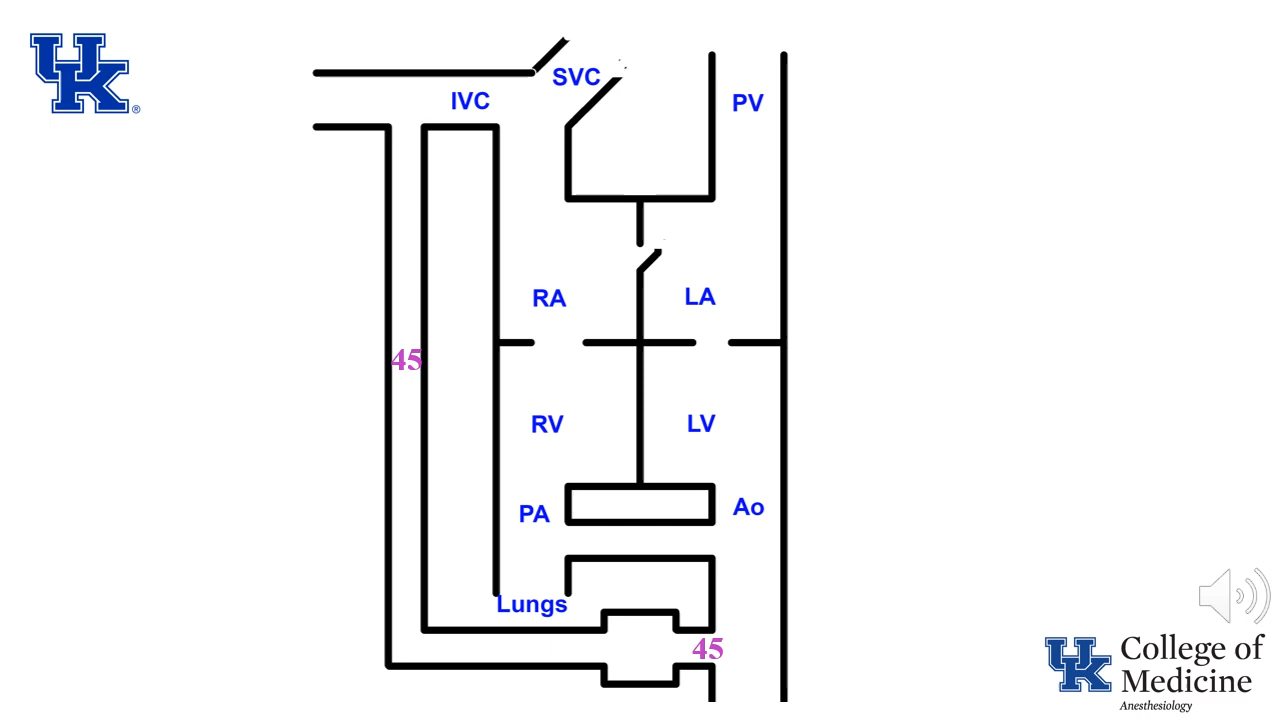 UK
®
SVC
IVC
PV
RA
LA
45
RV
LV
PA
Ao
Lungs
45
UK
College of
Medicine
Anesthesiology